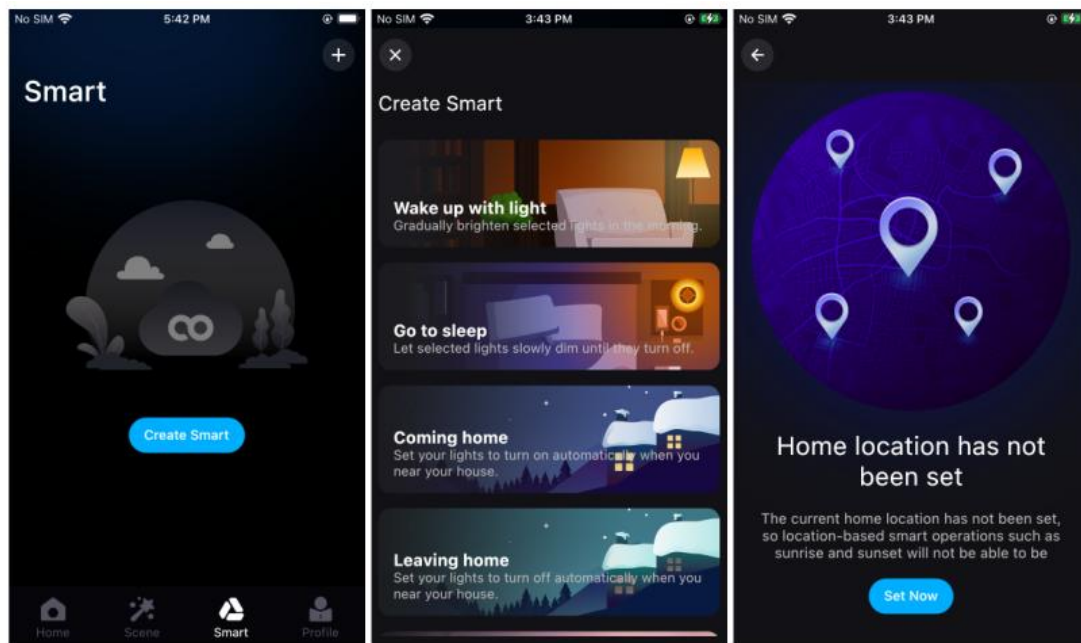 No SIM 5:42 PM
Smart
Create Smart
Home Scene Smart Profile
No SIM 3:43 PM
Create Smart
Wake up with light
Gradually brighten selected lights in the morning.
Go to sleep
Let selected lights slowly dim until they turn off.
Coming home
Set your lights to turn on automatically when you
near your house.
Leaving home
Set your lights to turn off automatically when you
near your house.
No SIM 3:43 PM
Home location has not
been set
The current home location has not been set,
so location-based smart operations such as
sunrise and sunset will not be able to be
Set Now